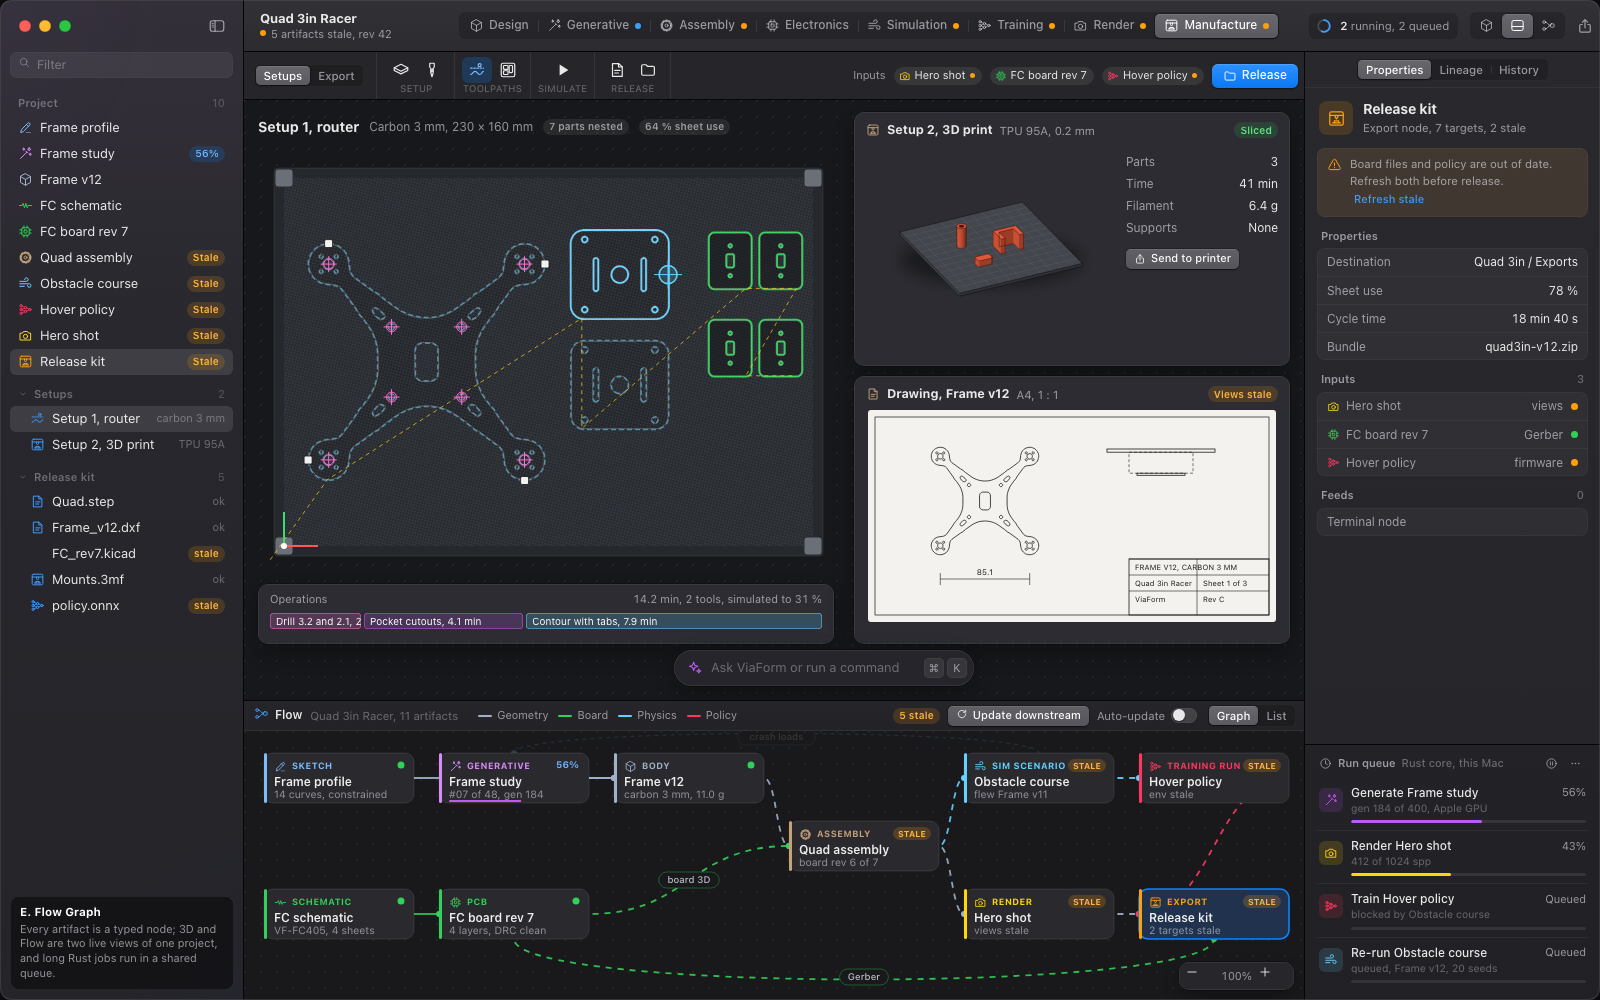 Quad 3in Racer
5 artifacts stale, rev 42
Design
Generative
Assembly
Electronics
Simulation
Training
Render
Manufacture
2 running, 2 queued
Filter
Project 10
Frame profile
Frame study 56%
Frame v12
FC schematic
FC board rev 7
Quad assembly Stale
Obstacle course Stale
Hover policy Stale
Hero shot Stale
Release kit Stale
Setups 2
Setup 1, router carbon 3 mm
Setup 2, 3D print TPU 95A
Release kit 5
Quad.step ok
Frame_v12.dxf ok
FC_rev7.kicad stale
Mounts.3mf ok
policy.onnx stale
E. Flow Graph
Every artifact is a typed node; 3D and
Flow are two live views of one project,
and long Rust jobs run in a shared
queue.
Setups Export
SETUP
TOOLPATHS
SIMULATE
RELEASE
Inputs Hero shot FC board rev 7 Hover policy
Release
Setup 1, router Carbon 3 mm, 230 × 160 mm 7 parts nested 64 % sheet use
Operations 14.2 min, 2 tools, simulated to 31 %
Drill 3.2 and 2.1, 2
Pocket cutouts, 4.1 min
Contour with tabs, 7.9 min
Setup 2, 3D print TPU 95A, 0.2 mm Sliced
Parts 3
Time 41 min
Filament 6.4 g
Supports None
Send to printer
Drawing, Frame v12 A4, 1 : 1 Views stale
85.1
FRAME V12, CARBON 3 MM
Quad 3in Racer Sheet 1 of 3
ViaForm Rev C
Ask ViaForm or run a command ⌘ K
Flow Quad 3in Racer, 11 artifacts
Geometry Board Physics Policy
5 stale Update downstream Auto-update Graph List
crash loads
SKETCH
Frame profile
14 curves, constrained
GENERATIVE 56%
Frame study
#07 of 48, gen 184
BODY
Frame v12
carbon 3 mm, 11.0 g
SIM SCENARIO STALE
Obstacle course
flew Frame v11
TRAINING RUN STALE
Hover policy
env stale
ASSEMBLY STALE
Quad assembly
board rev 6 of 7
board 3D
SCHEMATIC
FC schematic
VF-FC405, 4 sheets
PCB
FC board rev 7
4 layers, DRC clean
RENDER STALE
Hero shot
views stale
EXPORT STALE
Release kit
2 targets stale
Gerber
− 100% +
Properties Lineage History
Release kit
Export node, 7 targets, 2 stale
Board files and policy are out of date.
Refresh both before release.
Refresh stale
Properties
Destination Quad 3in / Exports
Sheet use 78 %
Cycle time 18 min 40 s
Bundle quad3in-v12.zip
Inputs 3
Hero shot views
FC board rev 7 Gerber
Hover policy firmware
Feeds 0
Terminal node
Run queue Rust core, this Mac
Generate Frame study 56%
gen 184 of 400, Apple GPU
Render Hero shot 43%
412 of 1024 spp
Train Hover policy Queued
blocked by Obstacle course
Re-run Obstacle course Queued
queued, Frame v12, 20 seeds